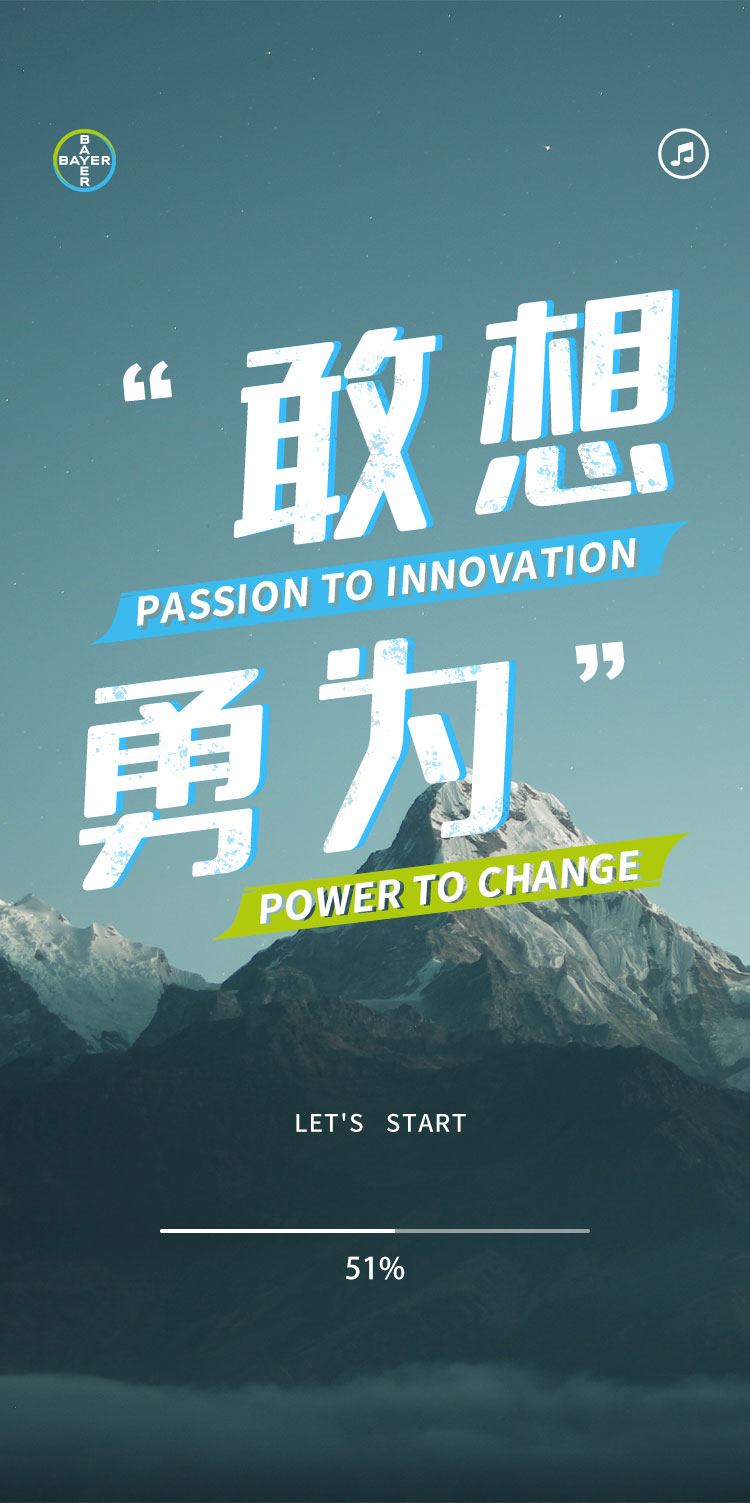 BAYER
BAYER
“敢想
PASSION TO INNOVATION
勇为”
POWER TO CHANGE
LET'S START
51%